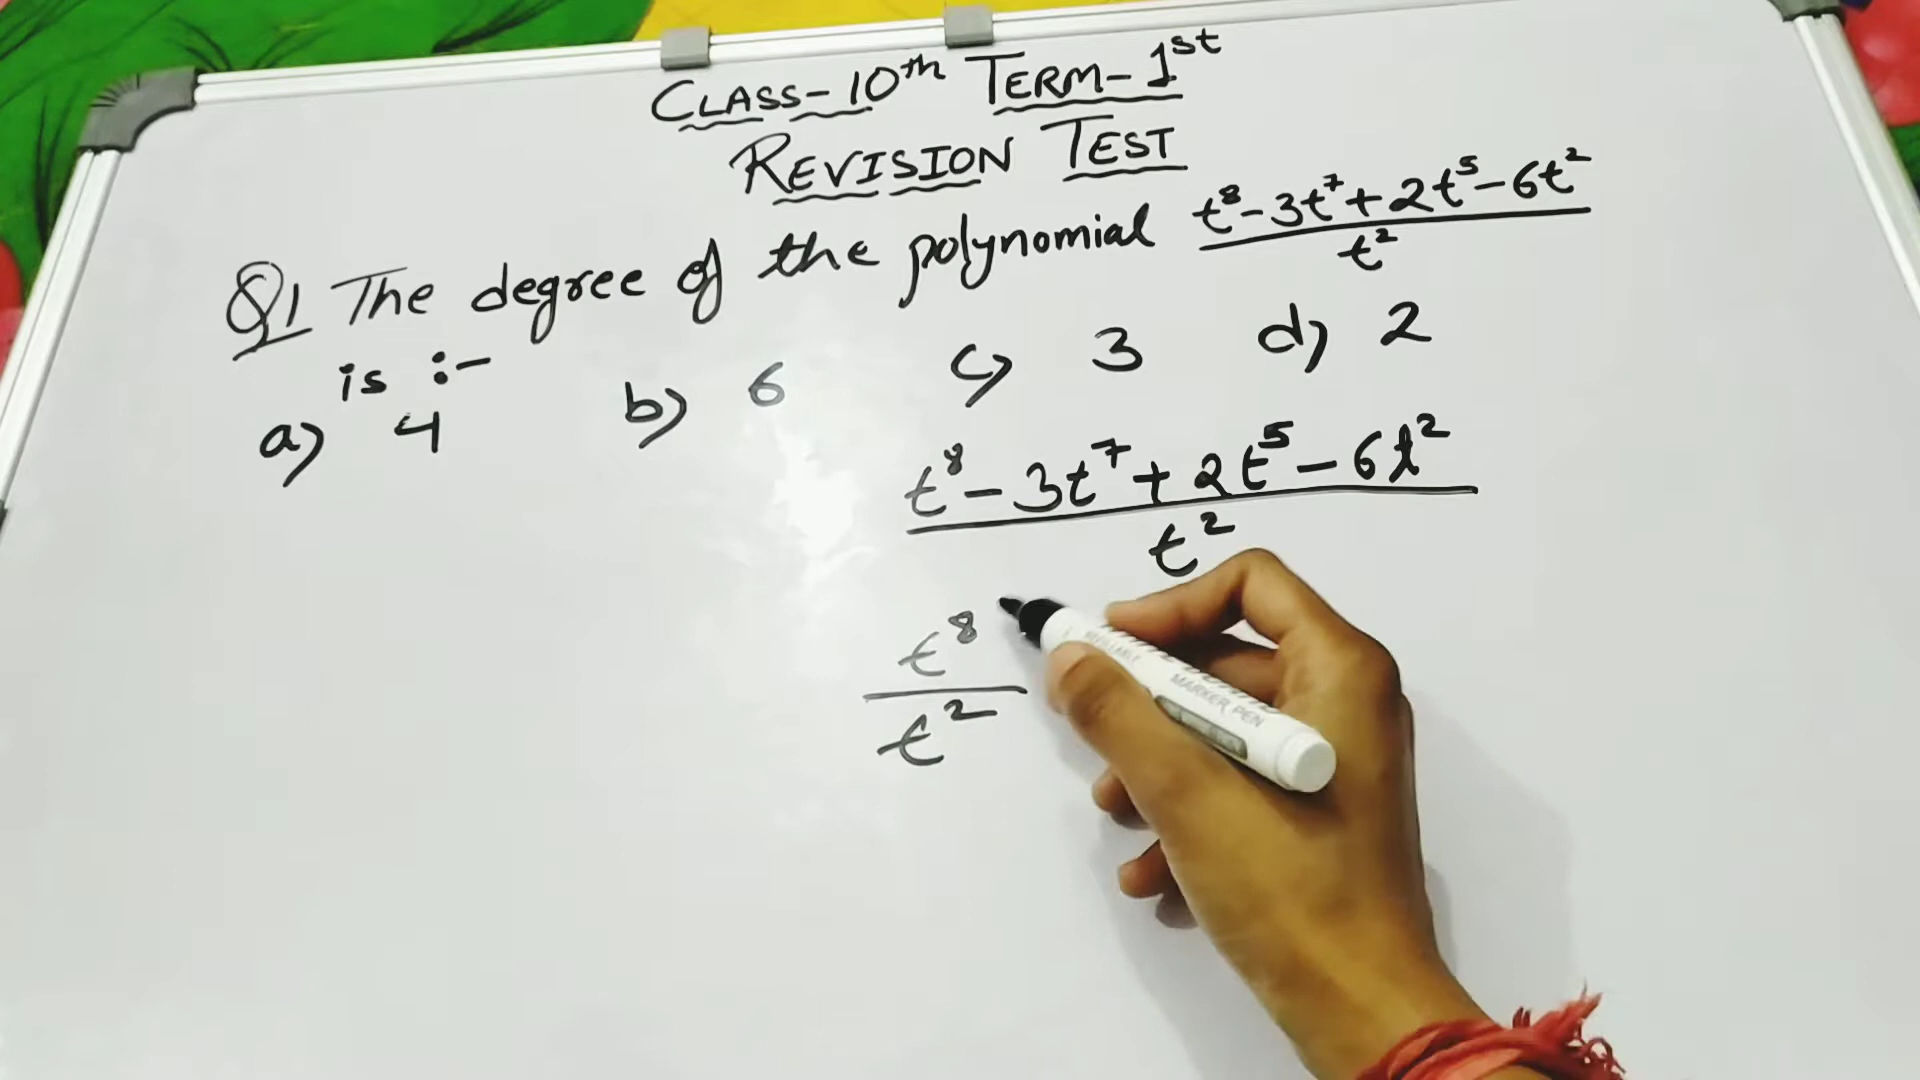 CLASS-10th TERM-1st
REVISION TEST
Q1 The degree of the polynomial t⁸-3t⁷+2t⁵-6t²/t²
is :-
a) 4 b) 6 c) 3 d) 2
t⁸-3t⁷+2t⁵-6t²
t²
t⁸
t²
MARKER PEN